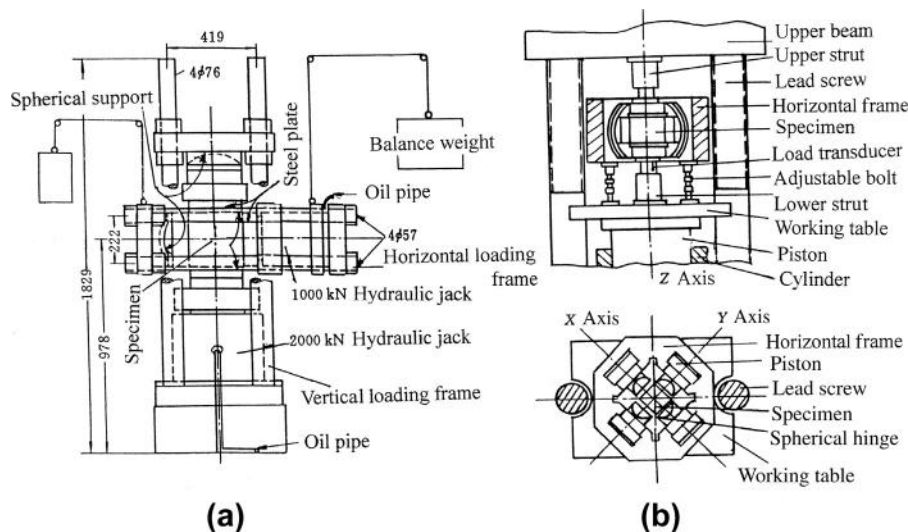 419
4ϕ76
Spherical support
Steel plate
Balance weight
Oil pipe
222
4ϕ57
Horizontal loading
frame
1829
978
Specimen
1000 kN Hydraulic jack
2000 kN Hydraulic jack
Vertical loading frame
Oil pipe
(a)
(b)
Upper beam
Upper strut
Lead screw
Horizontal frame
Specimen
Load transducer
Adjustable bolt
Lower strut
Working table
Piston
Z Axis
Cylinder
X Axis
Y Axis
Horizontal frame
Piston
Lead screw
Specimen
Spherical hinge
Working table